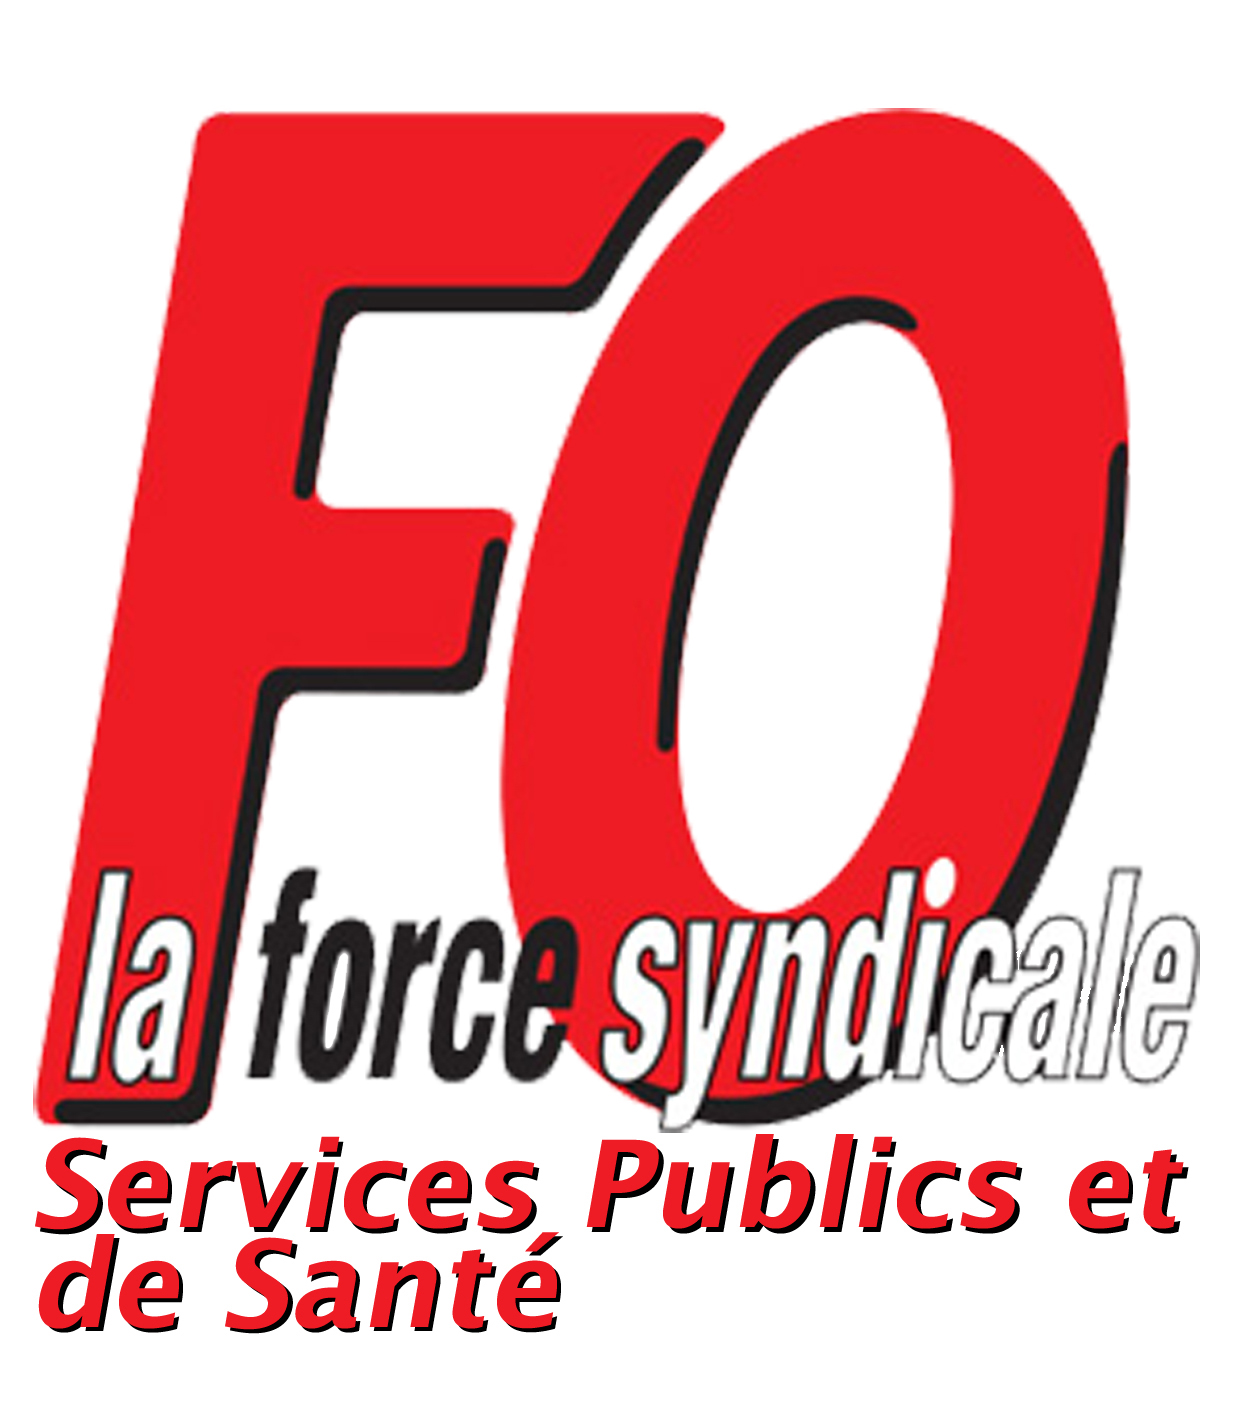 FO
la force syndicale
Services Publics et
de Santé